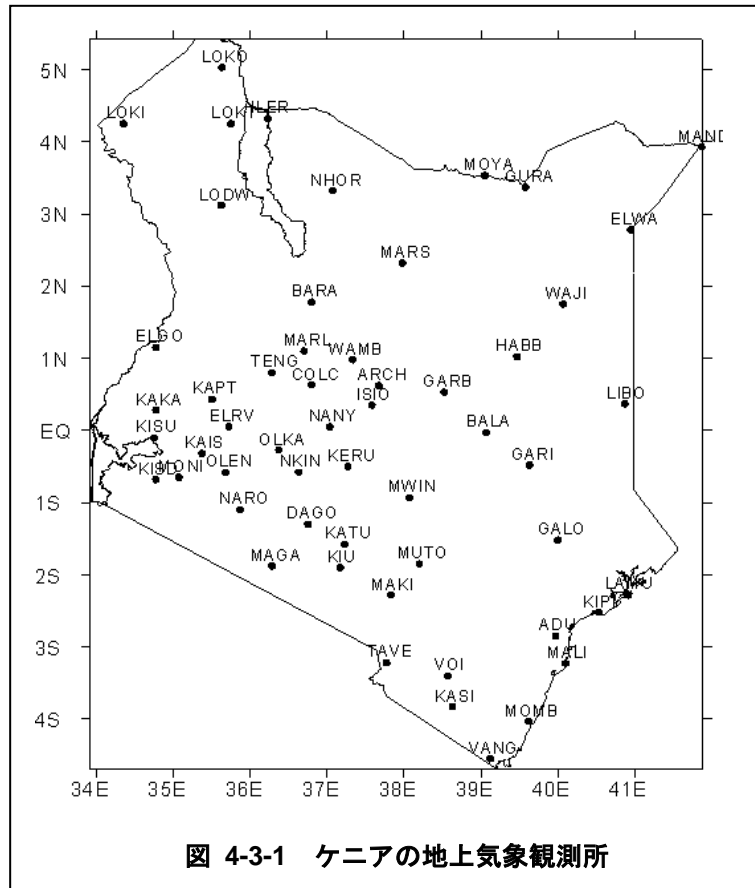 LOKO
5N
LOKI
LOKT
ILER
4N
MAND
MOYA
GURA
NHOR
LODW
3N
ELWA
MARS
2N
BARA
WAJI
ELGO
MARL
WAMB
HABB
1N
TENG
COLC
ARCH
GARB
KAPT
KAKA
ISIO
LIBO
KISU
ELRV
NANY
BALA
EQ
KAIS
OLKA
GARI
KISD
MONI
OLEN
NKIN
KERU
MWIN
1S
NARO
DAGO
GALO
KATU
MAGA
KIU
MUTO
2S
MAKI
LAMU
KIPI
3S
ADU
TAVE
VOI
MALI
KASI
4S
MOMB
VANG
34E 35E 36E 37E 38E 39E 40E 41E
図 4-3-1 ケニアの地上気象観測所